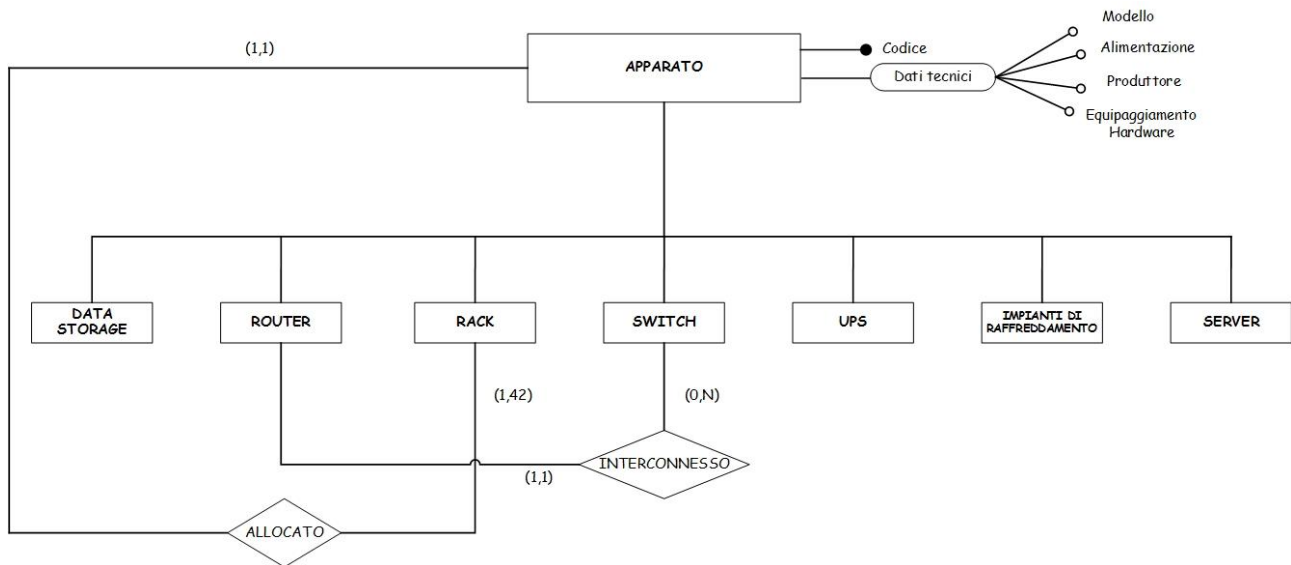 Modello
(1,1)
Codice
Alimentazione
APPARATO
Dati tecnici
Produttore
Equipaggiamento
Hardware
DATA
STORAGE
ROUTER
RACK
SWITCH
UPS
IMPIANTI DI
RAFFREDDAMENTO
SERVER
(1,42)
(0,N)
INTERCONNESSO
(1,1)
ALLOCATO